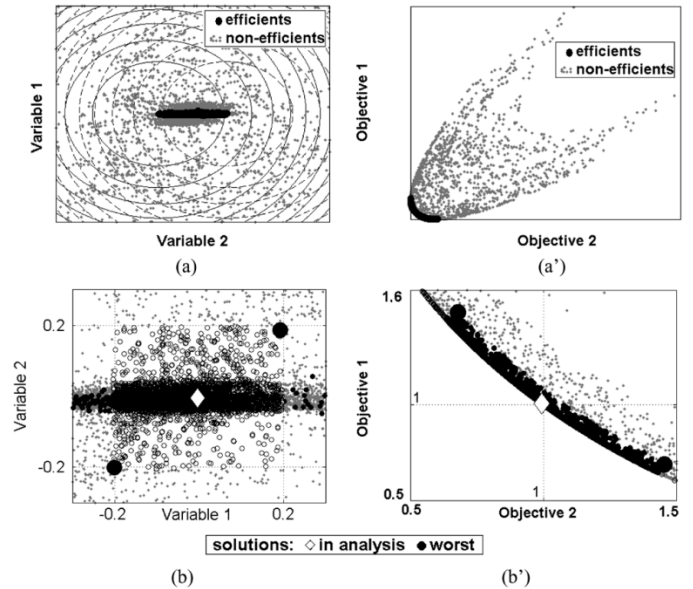 efficients
non-efficients
Variable 1
Variable 2
(a)
efficients
non-efficients
Objective 1
Objective 2
(a')
0.2
-0.2
Variable 2
-0.2
Variable 1
0.2
(b)
1.6
1
0.5
Objective 1
0.5
1
Objective 2
1.5
(b')
solutions: in analysis worst